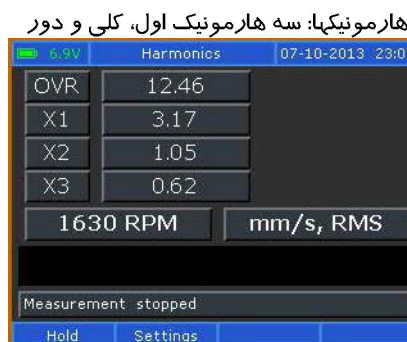 هارمونیکها: سه هارمونیک اول، کلی و دور
6.9V Harmonics 07-10-2013 23:0
OVR 12.46
X1 3.17
X2 1.05
X3 0.62
1630 RPM mm/s, RMS
Measurement stopped
Hold Settings